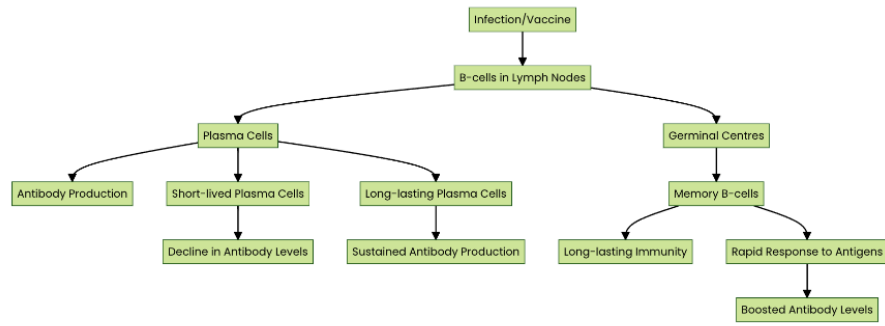 Infection/Vaccine
B-cells in Lymph Nodes
Plasma Cells
Germinal Centres
Antibody Production
Short-lived Plasma Cells
Long-lasting Plasma Cells
Memory B-cells
Decline in Antibody Levels
Sustained Antibody Production
Long-lasting Immunity
Rapid Response to Antigens
Boosted Antibody Levels